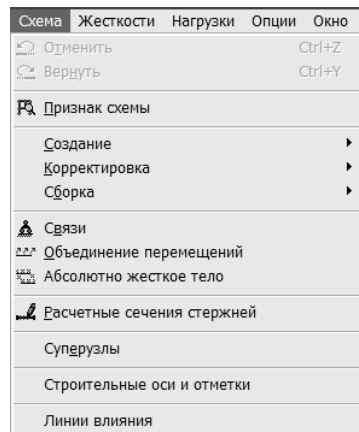 Схема Жесткости Нагрузки Опции Окно
Отменить Ctrl+Z
Вернуть Ctrl+Y
Признак схемы
Создание
Корректировка
Сборка
Связи
Объединение перемещений
Абсолютно жесткое тело
Расчетные сечения стержней
Суперузлы
Строительные оси и отметки
Линии влияния